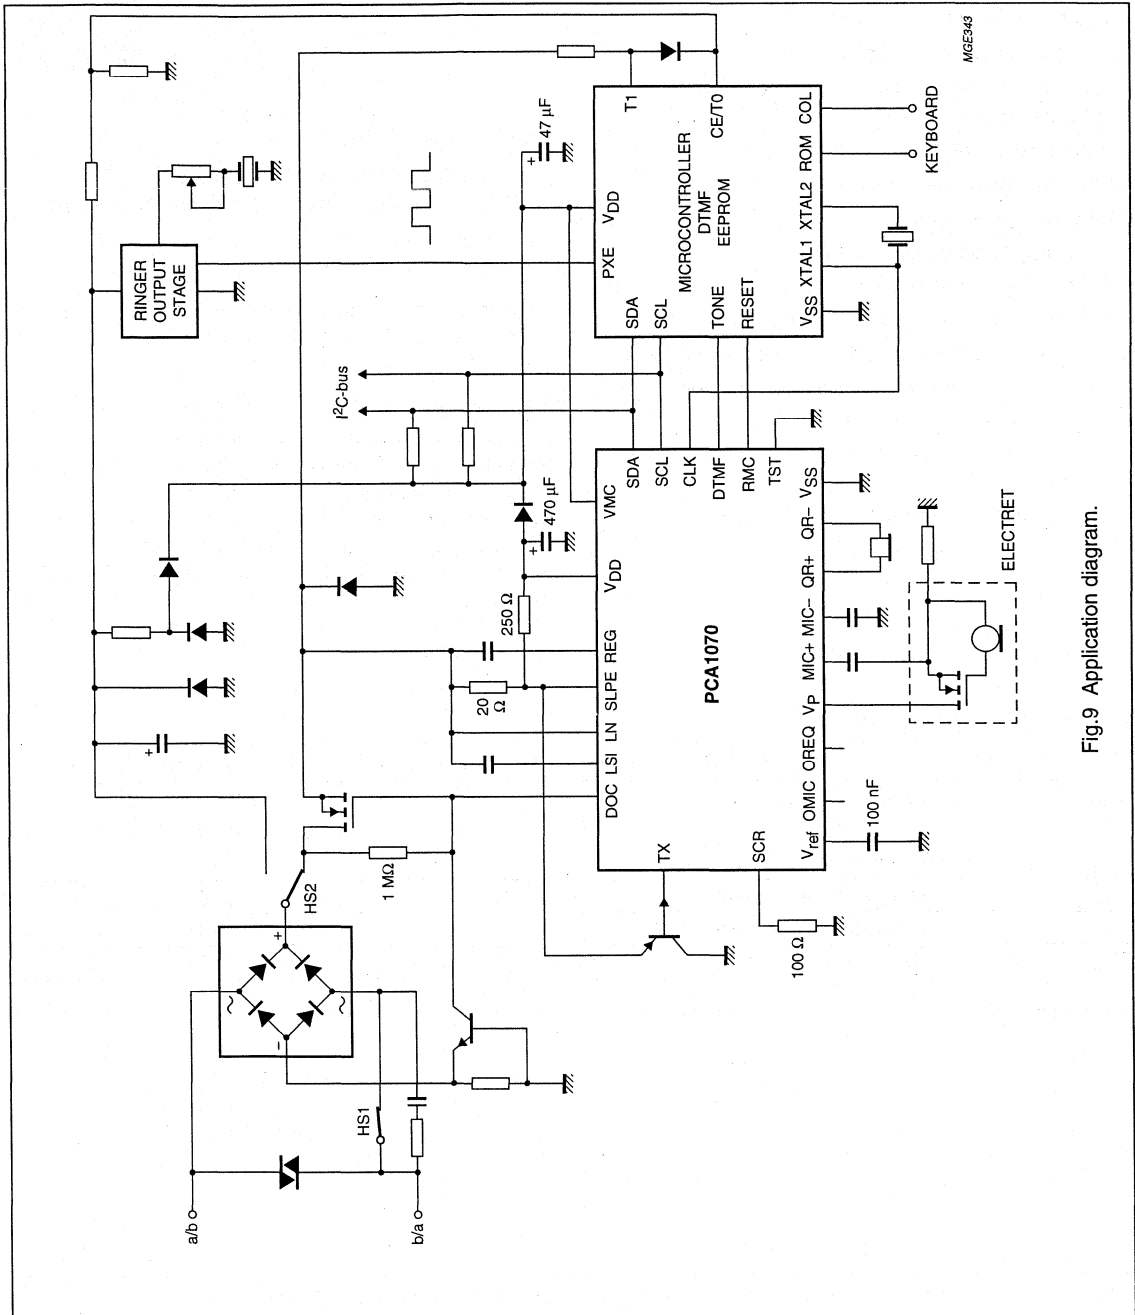 MGE343
T1
CE/T0
47 µF
+
RINGER
OUTPUT
STAGE
PXE
VDD
MICROCONTROLLER
DTMF
EEPROM
COL
ROM
XTAL2
XTAL1
VSS
KEYBOARD
SDA
SCL
TONE
RESET
I²C-bus
SDA
SCL
CLK
DTMF
RMC
TST
VMC
VDD
REG
SLPE
LN
LSI
DOC
470 µF
+
250 Ω
20
Ω
+
PCA1070
VSS
QR−
QR+
MIC−
MIC+
VP
OREQ
OMIC
Vref
ELECTRET
100 nF
TX
SCR
100 Ω
1 MΩ
HS2
+
~
~
−
HS1
a/b
b/a
Fig.9 Application diagram.